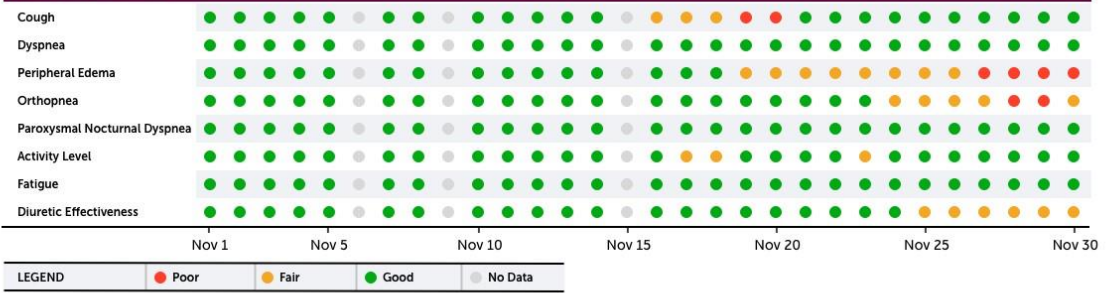 Cough
Dyspnea
Peripheral Edema
Orthopnea
Paroxysmal Nocturnal Dyspnea
Activity Level
Fatigue
Diuretic Effectiveness
Nov 1 Nov 5 Nov 10 Nov 15 Nov 20 Nov 25 Nov 30
LEGEND Poor Fair Good No Data